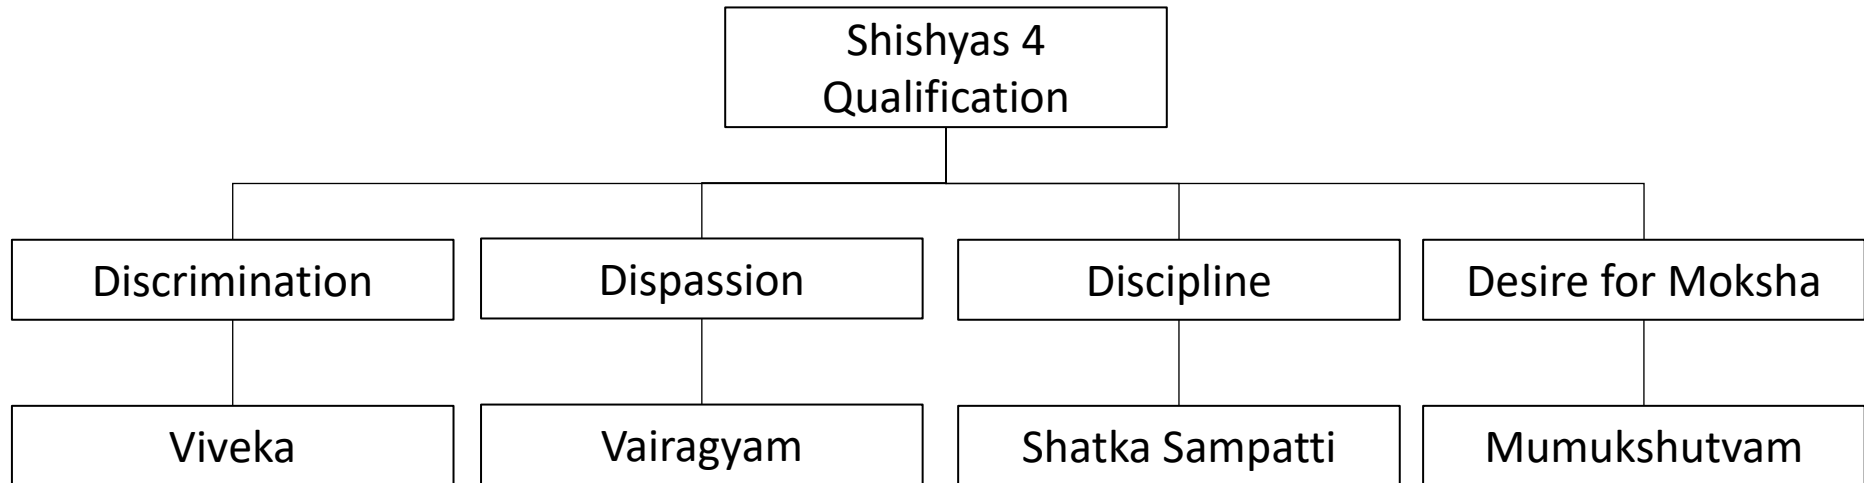 Shishyas 4
Qualification
Discrimination
Dispassion
Discipline
Desire for Moksha
Viveka
Vairagyam
Shatka Sampatti
Mumukshutvam